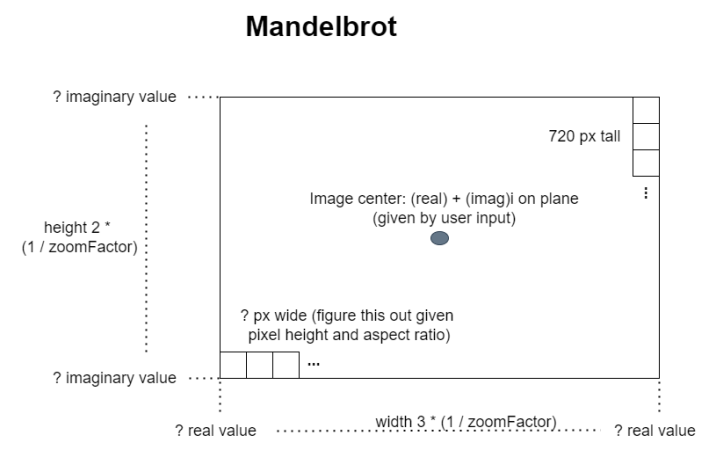 Mandelbrot
? imaginary value
720 px tall
Image center: (real) + (imag)i on plane
(given by user input)
height 2 *
(1 / zoomFactor)
? px wide (figure this out given
pixel height and aspect ratio)
...
? imaginary value
width 3 * (1 / zoomFactor)
? real value
? real value